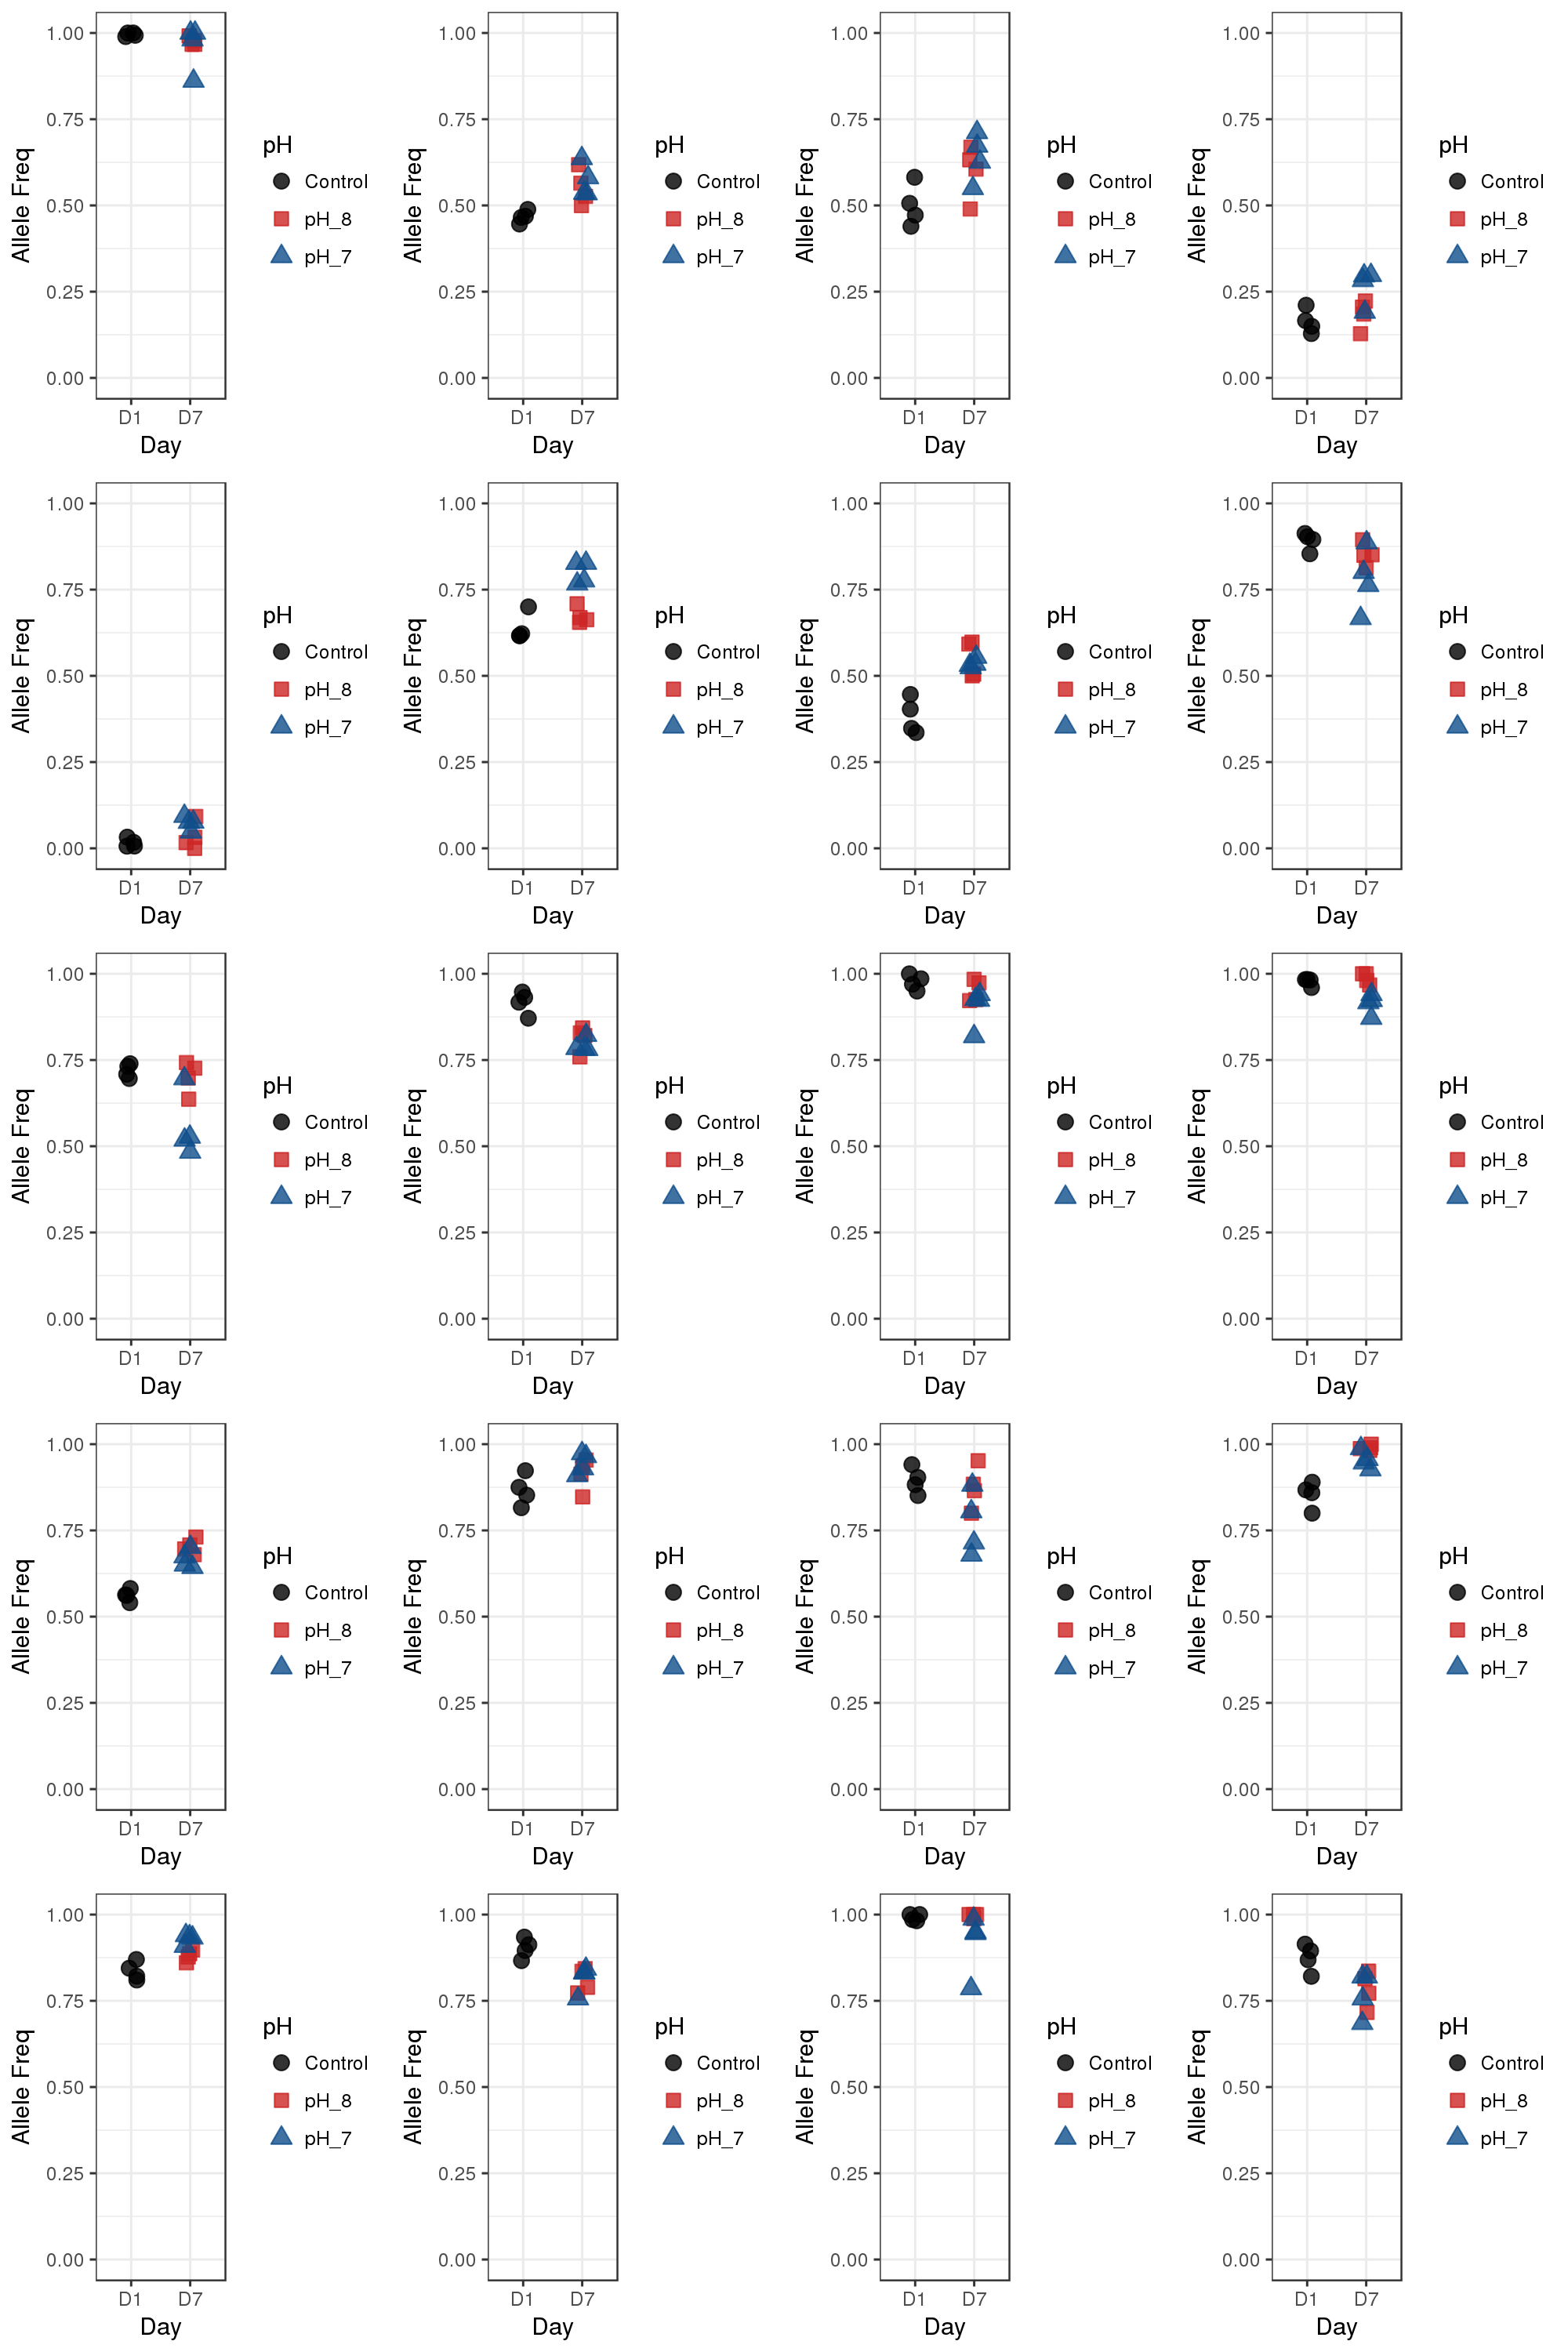 Allele Freq
1.00
0.75
0.50
0.25
0.00
D1 D7
Day
pH
Control
pH_8
pH_7
Allele Freq
1.00
0.75
0.50
0.25
0.00
D1 D7
Day
pH
Control
pH_8
pH_7
Allele Freq
1.00
0.75
0.50
0.25
0.00
D1 D7
Day
pH
Control
pH_8
pH_7
Allele Freq
1.00
0.75
0.50
0.25
0.00
D1 D7
Day
pH
Control
pH_8
pH_7
Allele Freq
1.00
0.75
0.50
0.25
0.00
D1 D7
Day
pH
Control
pH_8
pH_7
Allele Freq
1.00
0.75
0.50
0.25
0.00
D1 D7
Day
pH
Control
pH_8
pH_7
Allele Freq
1.00
0.75
0.50
0.25
0.00
D1 D7
Day
pH
Control
pH_8
pH_7
Allele Freq
1.00
0.75
0.50
0.25
0.00
D1 D7
Day
pH
Control
pH_8
pH_7
Allele Freq
1.00
0.75
0.50
0.25
0.00
D1 D7
Day
pH
Control
pH_8
pH_7
Allele Freq
1.00
0.75
0.50
0.25
0.00
D1 D7
Day
pH
Control
pH_8
pH_7
Allele Freq
1.00
0.75
0.50
0.25
0.00
D1 D7
Day
pH
Control
pH_8
pH_7
Allele Freq
1.00
0.75
0.50
0.25
0.00
D1 D7
Day
pH
Control
pH_8
pH_7
Allele Freq
1.00
0.75
0.50
0.25
0.00
D1 D7
Day
pH
Control
pH_8
pH_7
Allele Freq
1.00
0.75
0.50
0.25
0.00
D1 D7
Day
pH
Control
pH_8
pH_7
Allele Freq
1.00
0.75
0.50
0.25
0.00
D1 D7
Day
pH
Control
pH_8
pH_7
Allele Freq
1.00
0.75
0.50
0.25
0.00
D1 D7
Day
pH
Control
pH_8
pH_7
Allele Freq
1.00
0.75
0.50
0.25
0.00
D1 D7
Day
pH
Control
pH_8
pH_7
Allele Freq
1.00
0.75
0.50
0.25
0.00
D1 D7
Day
pH
Control
pH_8
pH_7
Allele Freq
1.00
0.75
0.50
0.25
0.00
D1 D7
Day
pH
Control
pH_8
pH_7
Allele Freq
1.00
0.75
0.50
0.25
0.00
D1 D7
Day
pH
Control
pH_8
pH_7